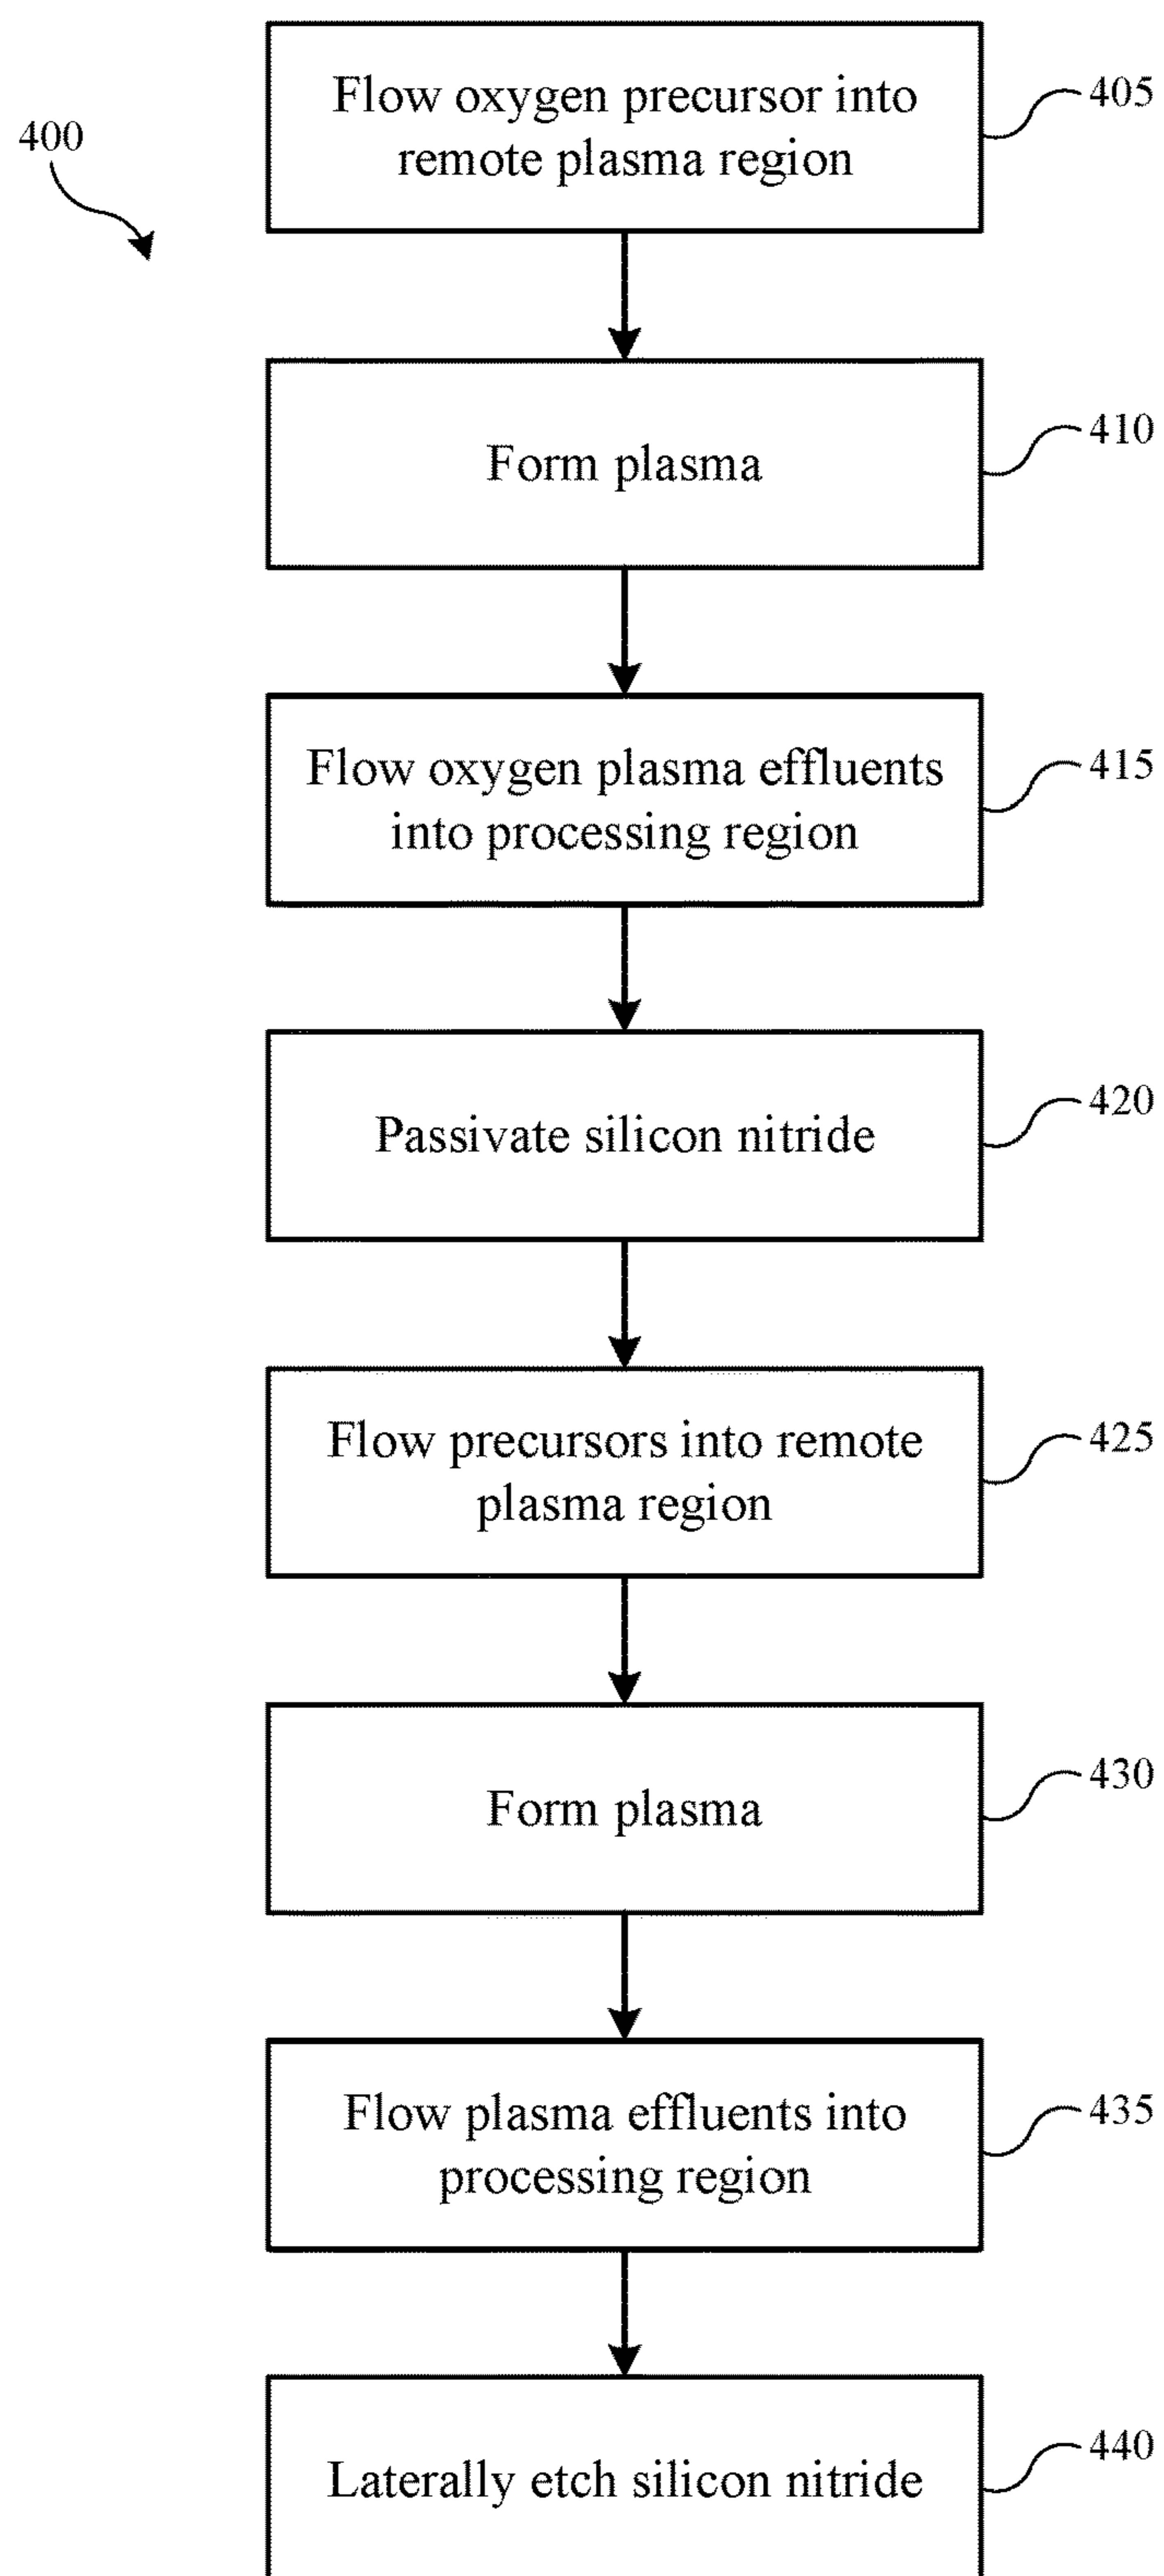 400
Flow oxygen precursor into
remote plasma region
405
Form plasma
410
Flow oxygen plasma effluents
into processing region
415
Passivate silicon nitride
420
Flow precursors into remote
plasma region
425
Form plasma
430
Flow plasma effluents into
processing region
435
Laterally etch silicon nitride
440